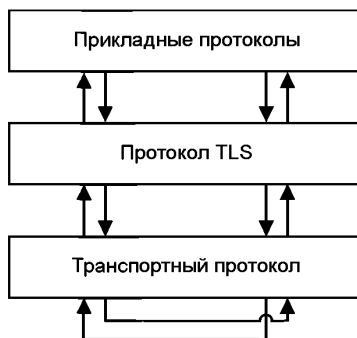 Прикладные протоколы
Протокол TLS
Транспортный протокол